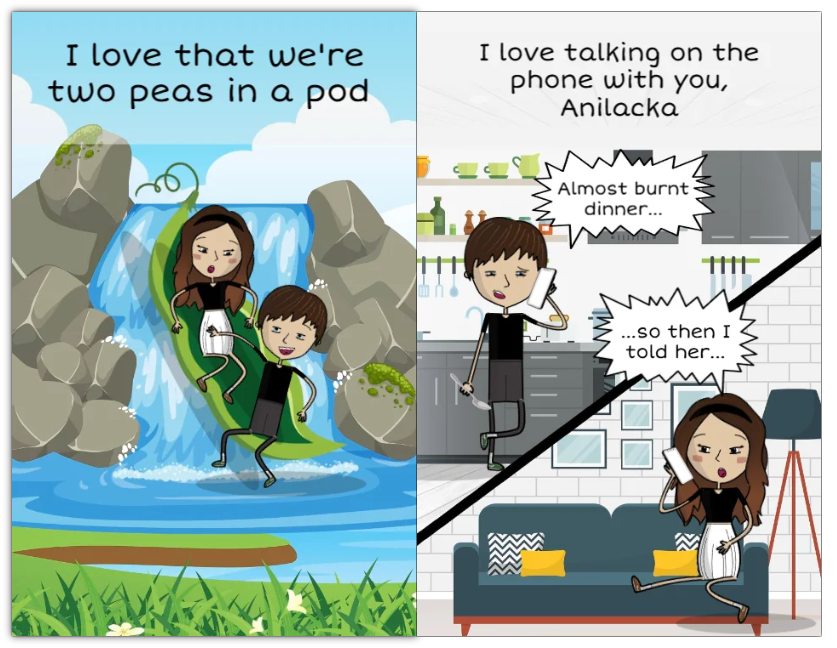 I love that we're
two peas in a pod
I love talking on the
phone with you,
Anilacka
Almost burnt
dinner...
...so then I
told her...